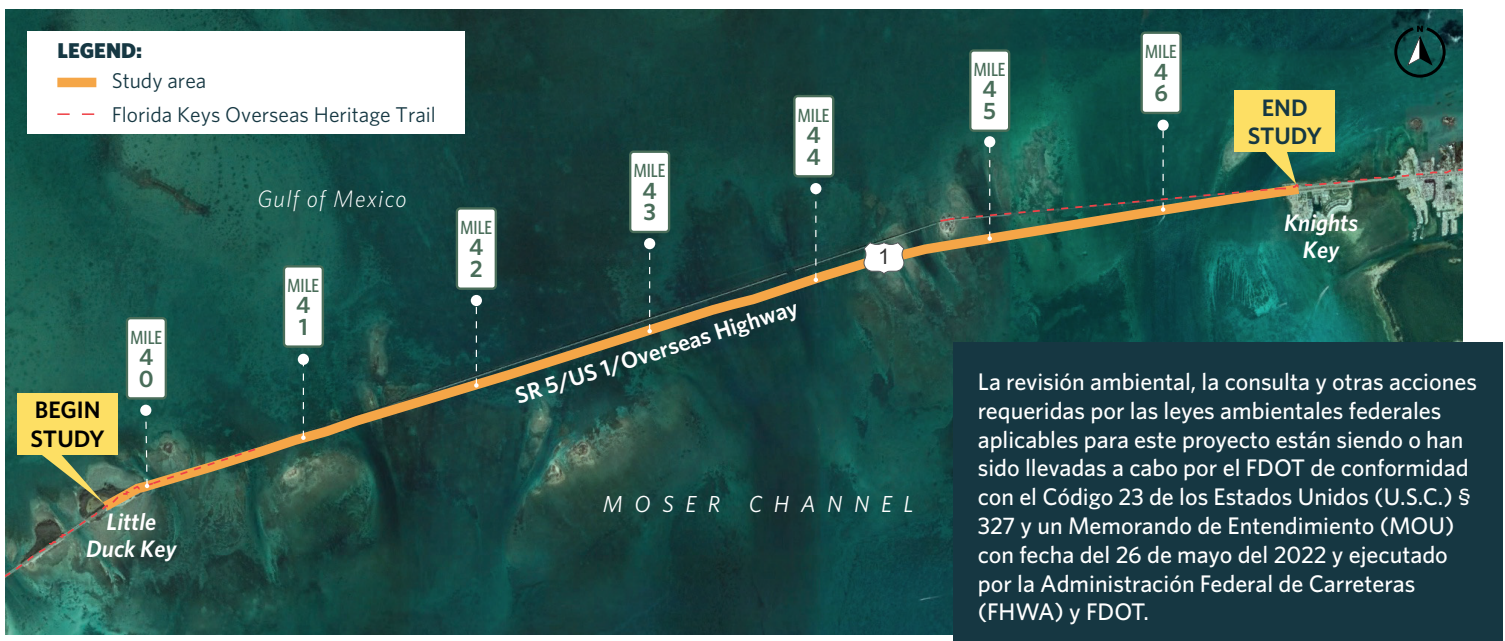 LEGEND:
Study area
Florida Keys Overseas Heritage Trail
N
MILE
4
6
MILE
4
5
MILE
4
4
MILE
4
3
MILE
4
2
MILE
4
1
MILE
4
0
END
STUDY
Gulf of Mexico
Knights
Key
1
SR 5/US 1/Overseas Highway
BEGIN
STUDY
Little
Duck Key
MOSER CHANNEL
La revisión ambiental, la consulta y otras acciones
requeridas por las leyes ambientales federales
aplicables para este proyecto están siendo o han
sido llevadas a cabo por el FDOT de conformidad
con el Código 23 de los Estados Unidos (U.S.C.) §
327 y un Memorando de Entendimiento (MOU)
con fecha del 26 de mayo del 2022 y ejecutado
por la Administración Federal de Carreteras
(FHWA) y FDOT.